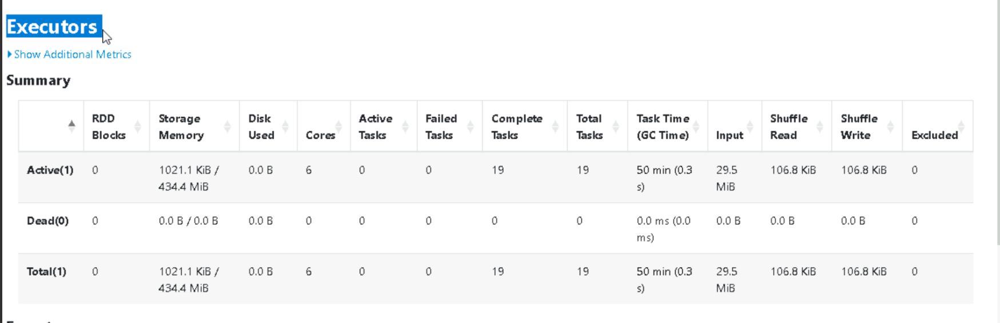 Executors
Show Additional Metrics
Summary
RDD Blocks Storage Memory Disk Used Cores Active Tasks Failed Tasks Complete Tasks Total Tasks Task Time (GC Time) Input Shuffle Read Shuffle Write Excluded
Active(1) 0 1021.1 KiB / 434.4 MiB 0.0 B 6 0 0 19 19 50 min (0.3 s) 29.5 MiB 106.8 KiB 106.8 KiB 0
Dead(0) 0 0.0 B / 0.0 B 0.0 B 0 0 0 0 0 0.0 ms (0.0 ms) 0.0 B 0.0 B 0.0 B 0
Total(1) 0 1021.1 KiB / 434.4 MiB 0.0 B 6 0 0 19 19 50 min (0.3 s) 29.5 MiB 106.8 KiB 106.8 KiB 0